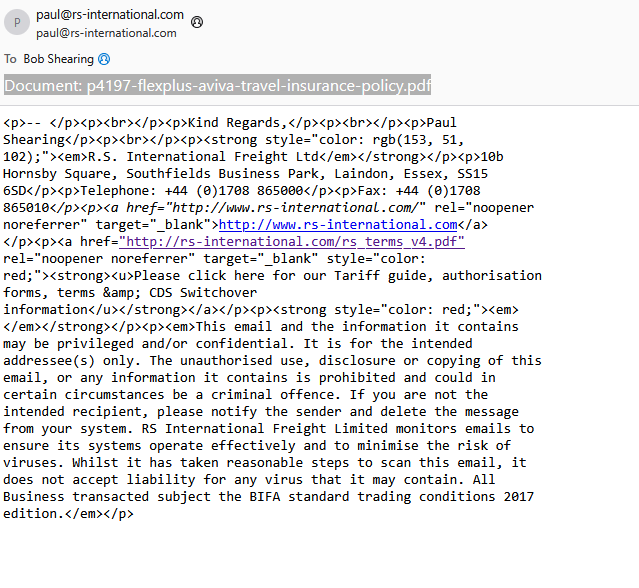 P
paul@rs-international.com
paul@rs-international.com
To Bob Shearing
Document: p4197-flexplus-aviva-travel-insurance-policy.pdf
<p>-- </p><p><br></p><p>Kind Regards,</p><p><br></p><p>Paul
Shearing</p><p><br></p><p><strong style="color: rgb(153, 51,
102);"><em>R.S. International Freight Ltd</em></strong></p><p>10b
Hornsby Square, Southfields Business Park, Laindon, Essex, SS15
6SD</p><p>Telephone: +44 (0)1708 865000</p><p>Fax: +44 (0)1708
865010</p><p><a href="http://www.rs-international.com/" rel="noopener
noreferrer" target="_blank">http://www.rs-international.com</a>
</p><p><a href="http://rs-international.com/rs_terms_v4.pdf"
rel="noopener noreferrer" target="_blank" style="color:
red;"><strong><u>Please click here for our Tariff guide, authorisation
forms, terms &amp; CDS Switchover
information</u></strong></a></p><p><strong style="color: red;"><em>
</em></strong></p><p><em>This email and the information it contains
may be privileged and/or confidential. It is for the intended
addressee(s) only. The unauthorised use, disclosure or copying of this
email, or any information it contains is prohibited and could in
certain circumstances be a criminal offence. If you are not the
intended recipient, please notify the sender and delete the message
from your system. RS International Freight Limited monitors emails to
ensure its systems operate effectively and to minimise the risk of
viruses. Whilst it has taken reasonable steps to scan this email, it
does not accept liability for any virus that it may contain. All
Business transacted subject the BIFA standard trading conditions 2017
edition.</em></p>